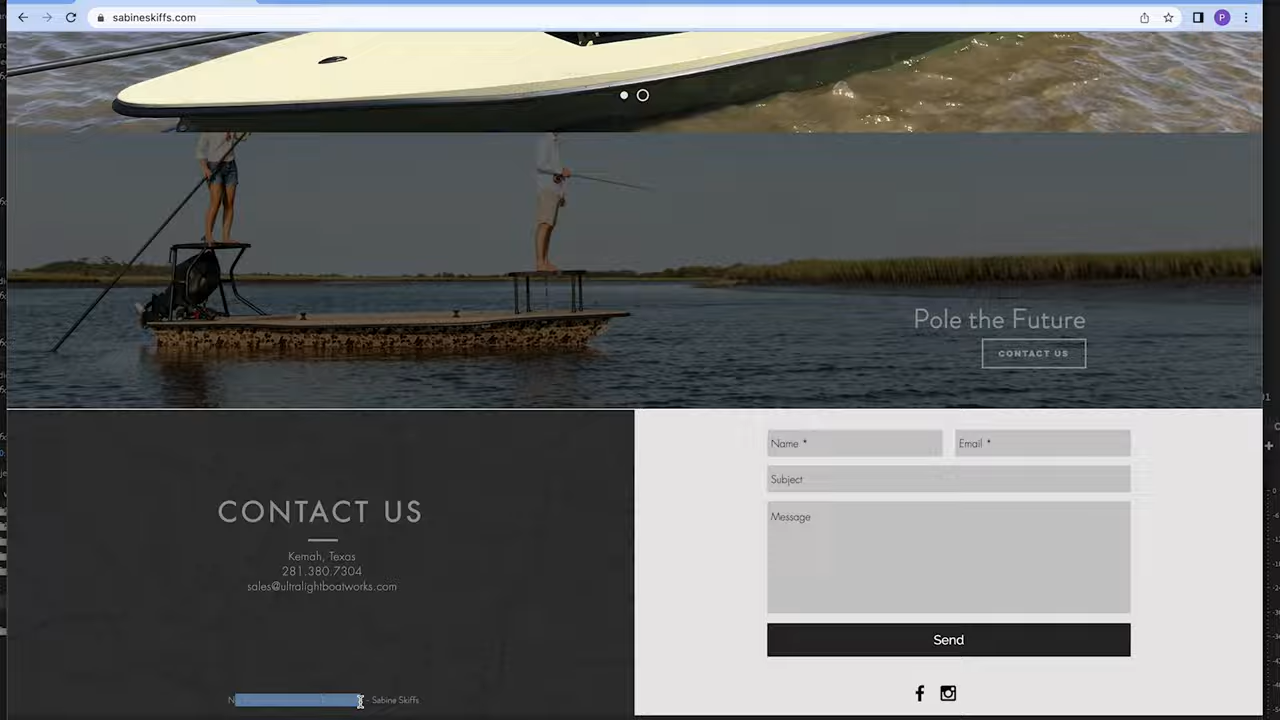 sabineskiffs.com
P
Pole the Future
CONTACT US
Name *
Email *
Subject
CONTACT US
Message
Kemah, Texas
281.380.7304
sales@ultralightboatworks.com
Send
- Sabine Skiffs